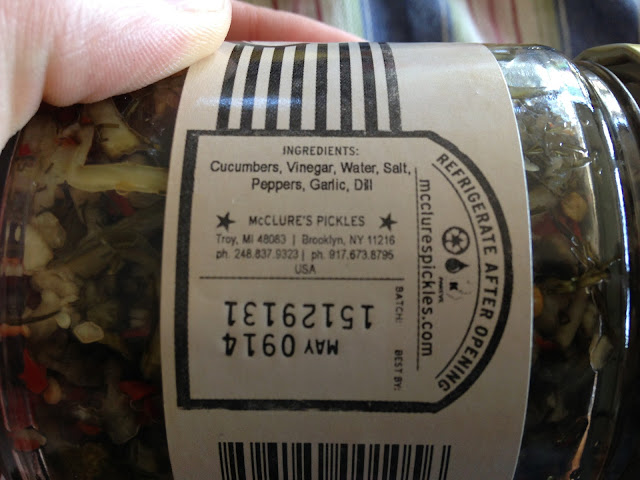 INGREDIENTS:
Cucumbers, Vinegar, Water, Salt,
Peppers, Garlic, Dill
McCLURE'S PICKLES
Troy, MI 48083 | Brooklyn, NY 11216
ph. 248.837.9323 | ph. 917.673.8795
USA
BATCH:
BEST BY:
MAY 0914
15129131
mcclurespickles.com
REFRIGERATE AFTER OPENING